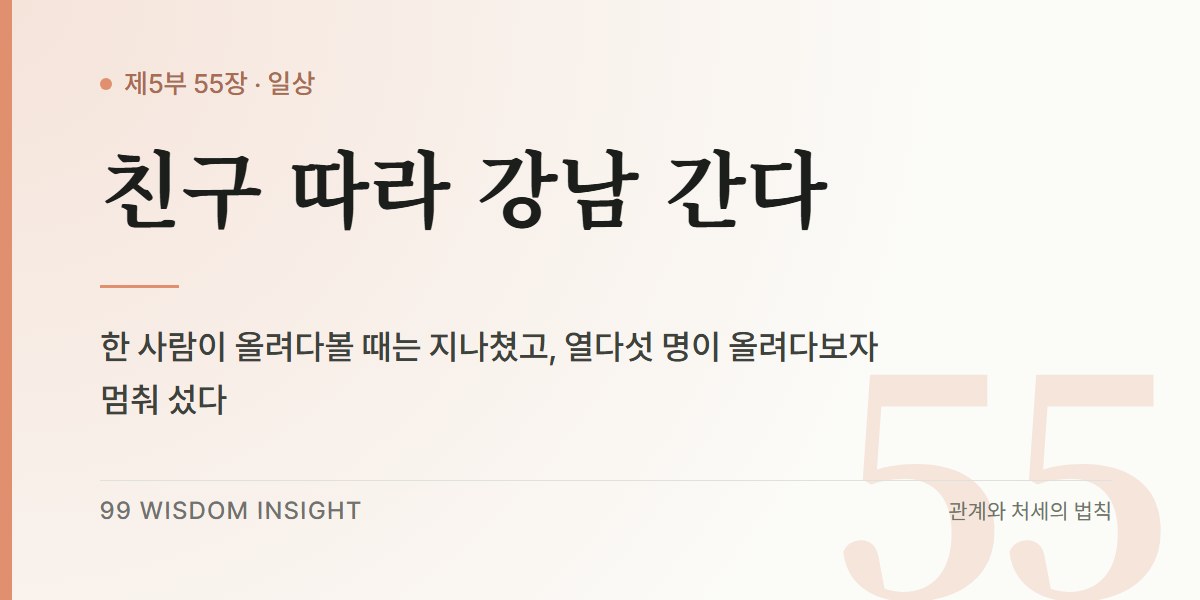 제5부 55장 · 일상
친구 따라 강남 간다
한 사람이 올려다볼 때는 지나쳤고, 열다섯 명이 올려다보자
멈춰 섰다
55
99 WISDOM INSIGHT
관계와 처세의 법칙